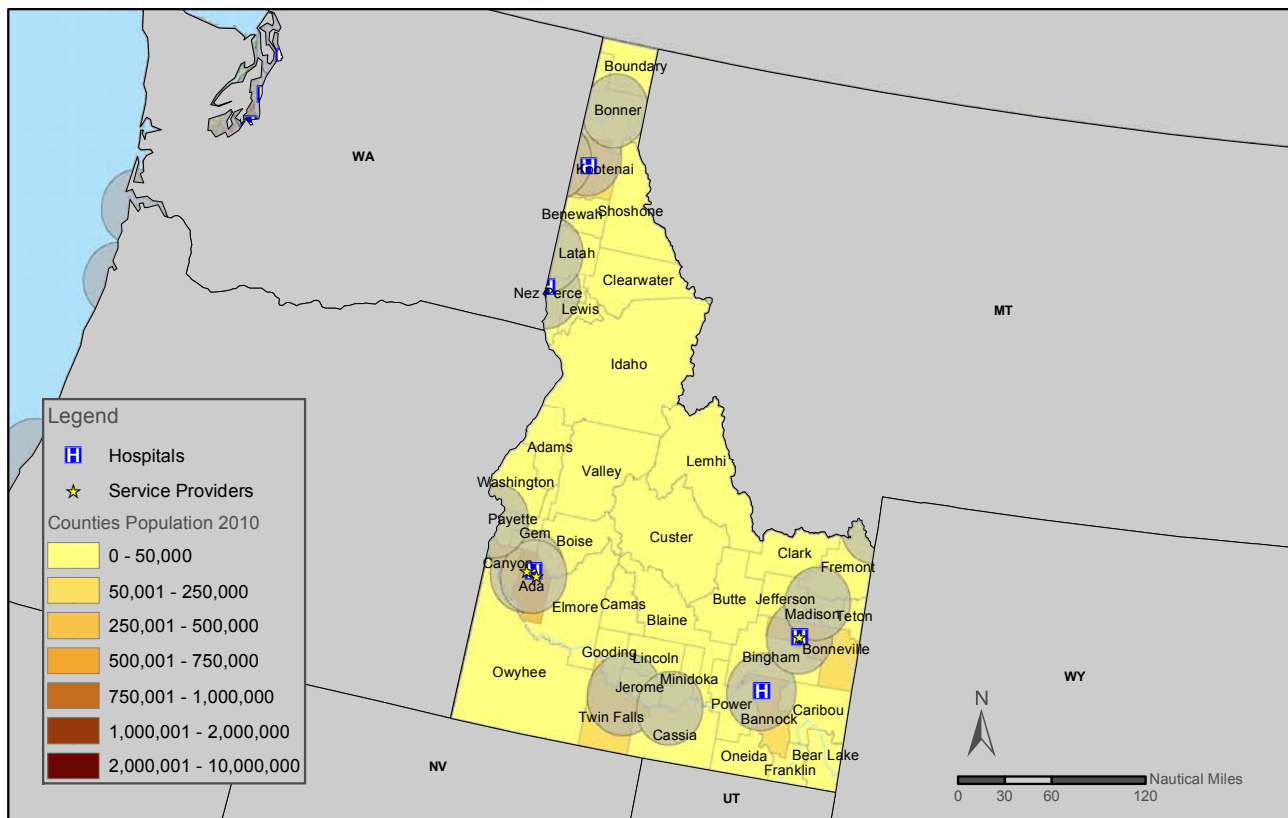 Boundary
Bonner
WA
Kootenai
H
Benewah
Shoshone
Latah
Clearwater
H
Nez Perce
Lewis
MT
Idaho
Adams
Valley
Lemhi
Washington
Payette
Gem
Boise
Custer
Clark
Fremont
Canyon
H
Ada
Elmore
Camas
Blaine
Butte
Jefferson
Madison
Teton
H
Bonneville
Bingham
Gooding
Lincoln
Owyhee
Jerome
Minidoka
H
Power
Bannock
Caribou
WY
Twin Falls
Cassia
Oneida
Bear Lake
Franklin
NV
UT
Legend
H Hospitals
Service Providers
Counties Population 2010
0 - 50,000
50,001 - 250,000
250,001 - 500,000
500,001 - 750,000
750,001 - 1,000,000
1,000,001 - 2,000,000
2,000,001 - 10,000,000
N
Nautical Miles
0 30 60 120